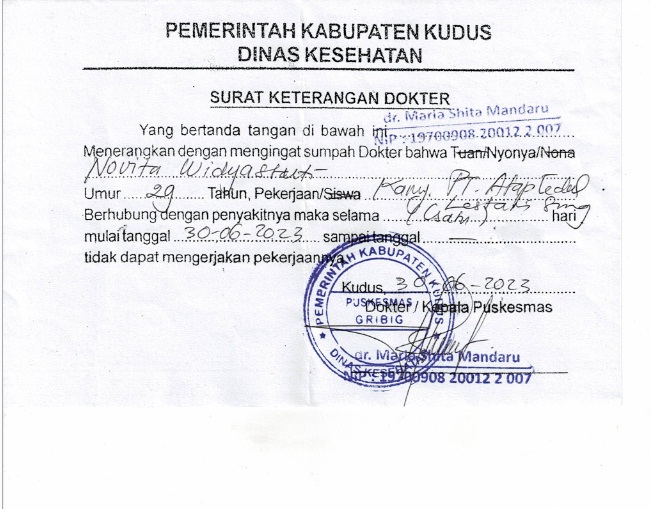 PEMERINTAH KABUPATEN KUDUS
DINAS KESEHATAN
SURAT KETERANGAN DOKTER
dr. Maria Shita Mandaru
Yang bertanda tangan di bawah ini
NIP : 19700908 20012 2 007
Menerangkan dengan mengingat sumpah Dokter bahwa Tuan/Nyonya/Nona
Novita Widyastuti
Umur 29 Tahun, Pekerjaan/Siswa Kary. PT. Atap Teduh
Lestari
Berhubung dengan penyakitnya maka selama 1 (satu) hari
mulai tanggal 30-06-2023 sampai tanggal —
tidak dapat mengerjakan pekerjaannya
Kudus, 30-06-2023
Dokter / Kepala Puskesmas
PEMERINTAH KABUPATEN KUDUS
PUSKESMAS
GRIBIG
DINAS KESEHATAN
dr. Maria Shita Mandaru
NIP : 19700908 20012 2 007